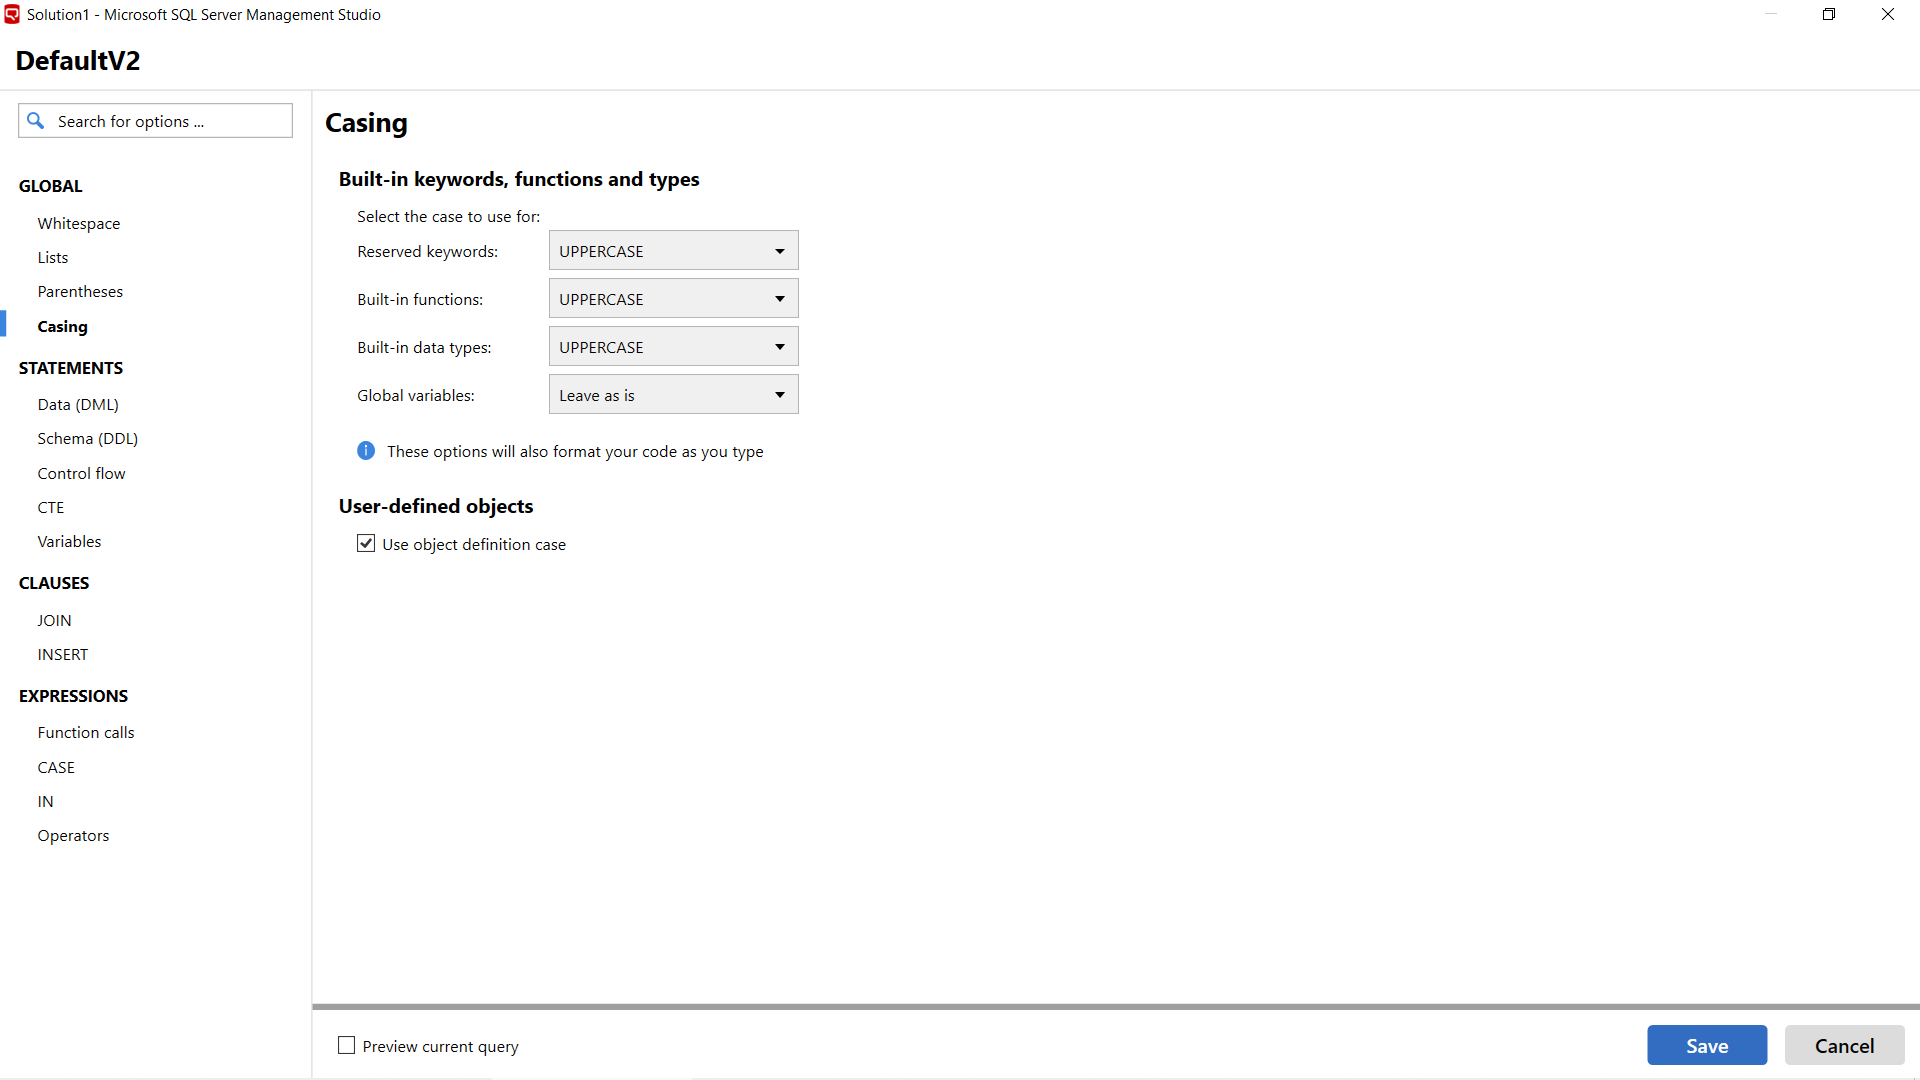 Solution1 - Microsoft SQL Server Management Studio
DefaultV2
Search for options ...
GLOBAL
Whitespace
Lists
Parentheses
Casing
STATEMENTS
Data (DML)
Schema (DDL)
Control flow
CTE
Variables
CLAUSES
JOIN
INSERT
EXPRESSIONS
Function calls
CASE
IN
Operators
Casing
Built-in keywords, functions and types
Select the case to use for:
Reserved keywords: UPPERCASE
Built-in functions: UPPERCASE
Built-in data types: UPPERCASE
Global variables: Leave as is
These options will also format your code as you type
User-defined objects
Use object definition case
Preview current query
Save
Cancel